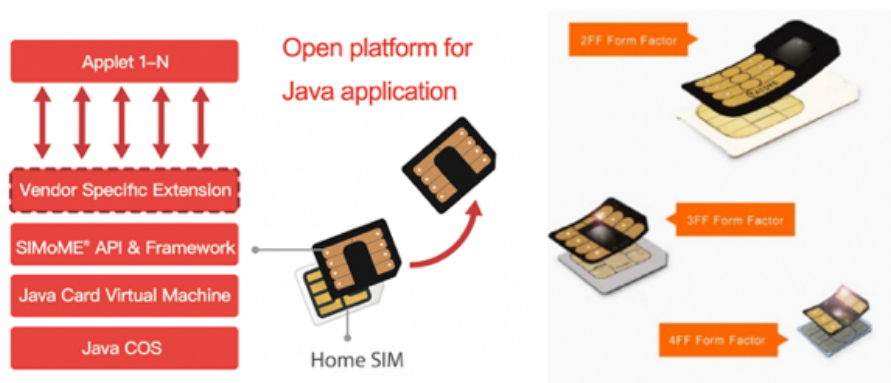 Applet 1–N
Vendor Specific Extension
SIMoME® API & Framework
Java Card Virtual Machine
Java COS
Open platform for
Java application
Home SIM
2FF Form Factor
3FF Form Factor
4FF Form Factor